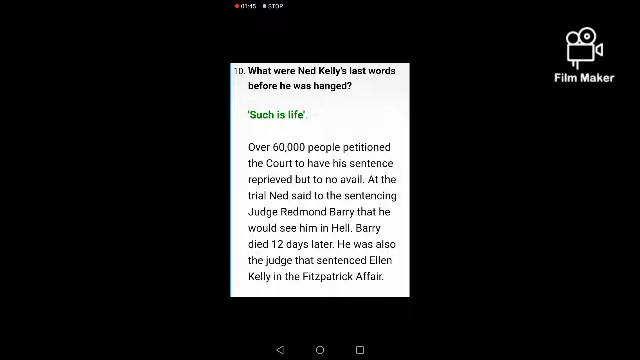 01:45 STOP
Film Maker
10. What were Ned Kelly's last words
before he was hanged?
'Such is life'.
Over 60,000 people petitioned
the Court to have his sentence
reprieved but to no avail. At the
trial Ned said to the sentencing
Judge Redmond Barry that he
would see him in Hell. Barry
died 12 days later. He was also
the judge that sentenced Ellen
Kelly in the Fitzpatrick Affair.